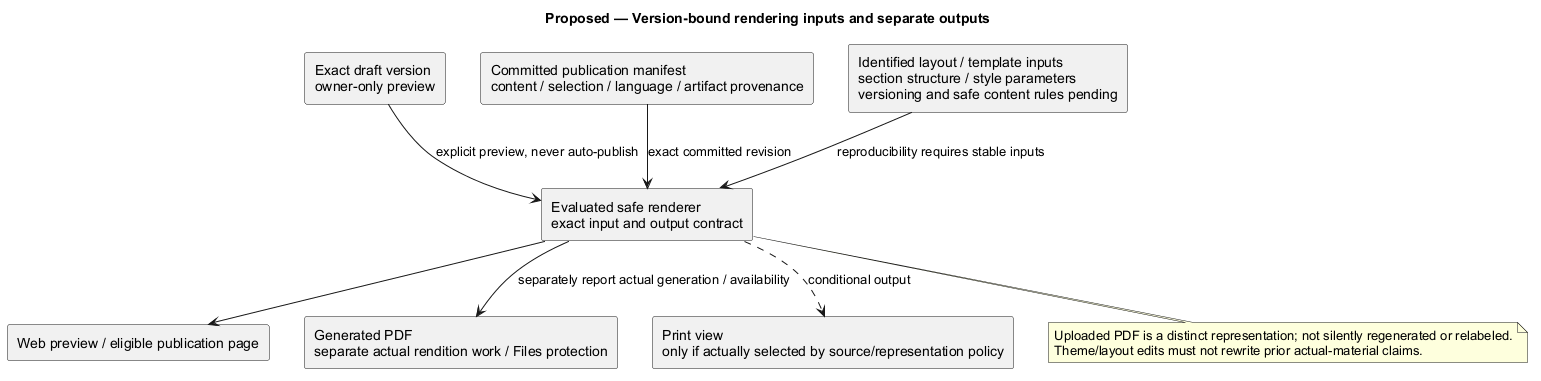 Proposed — Version-bound rendering inputs and separate outputs
Exact draft version
owner-only preview
Committed publication manifest
content / selection / language / artifact provenance
Identified layout / template inputs
section structure / style parameters
versioning and safe content rules pending
explicit preview, never auto-publish
exact committed revision
reproducibility requires stable inputs
Evaluated safe renderer
exact input and output contract
separately report actual generation / availability
conditional output
Web preview / eligible publication page
Generated PDF
separate actual rendition work / Files protection
Print view
only if actually selected by source/representation policy
Uploaded PDF is a distinct representation; not silently regenerated or relabeled.
Theme/layout edits must not rewrite prior actual-material claims.